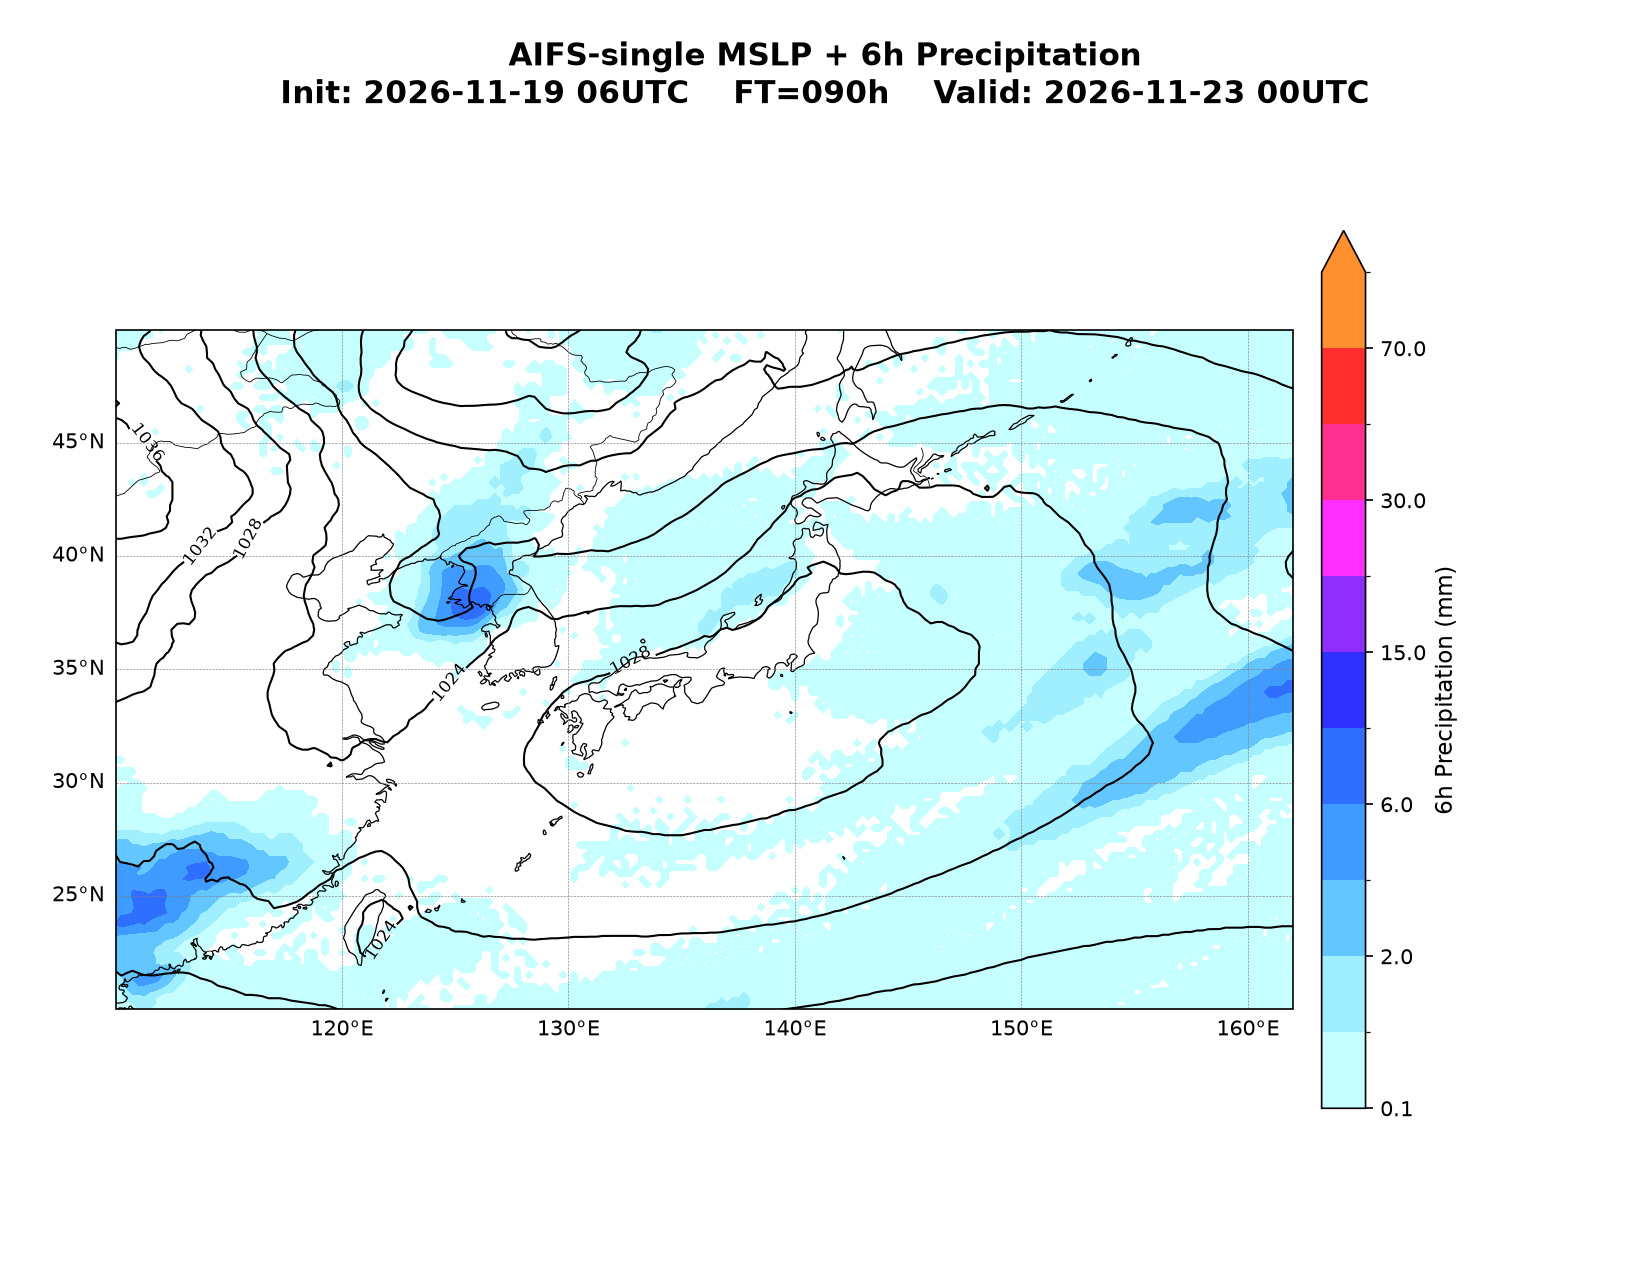 AIFS-single MSLP + 6h Precipitation
Init: 2026-11-19 06UTC    FT=090h    Valid: 2026-11-23 00UTC
70.0
45°N
1036
30.0
1032
1028
40°N
6h Precipitation (mm)
15.0
1028
35°N
1024
30°N
6.0
25°N
1024
2.0
120°E
130°E
140°E
150°E
160°E
0.1